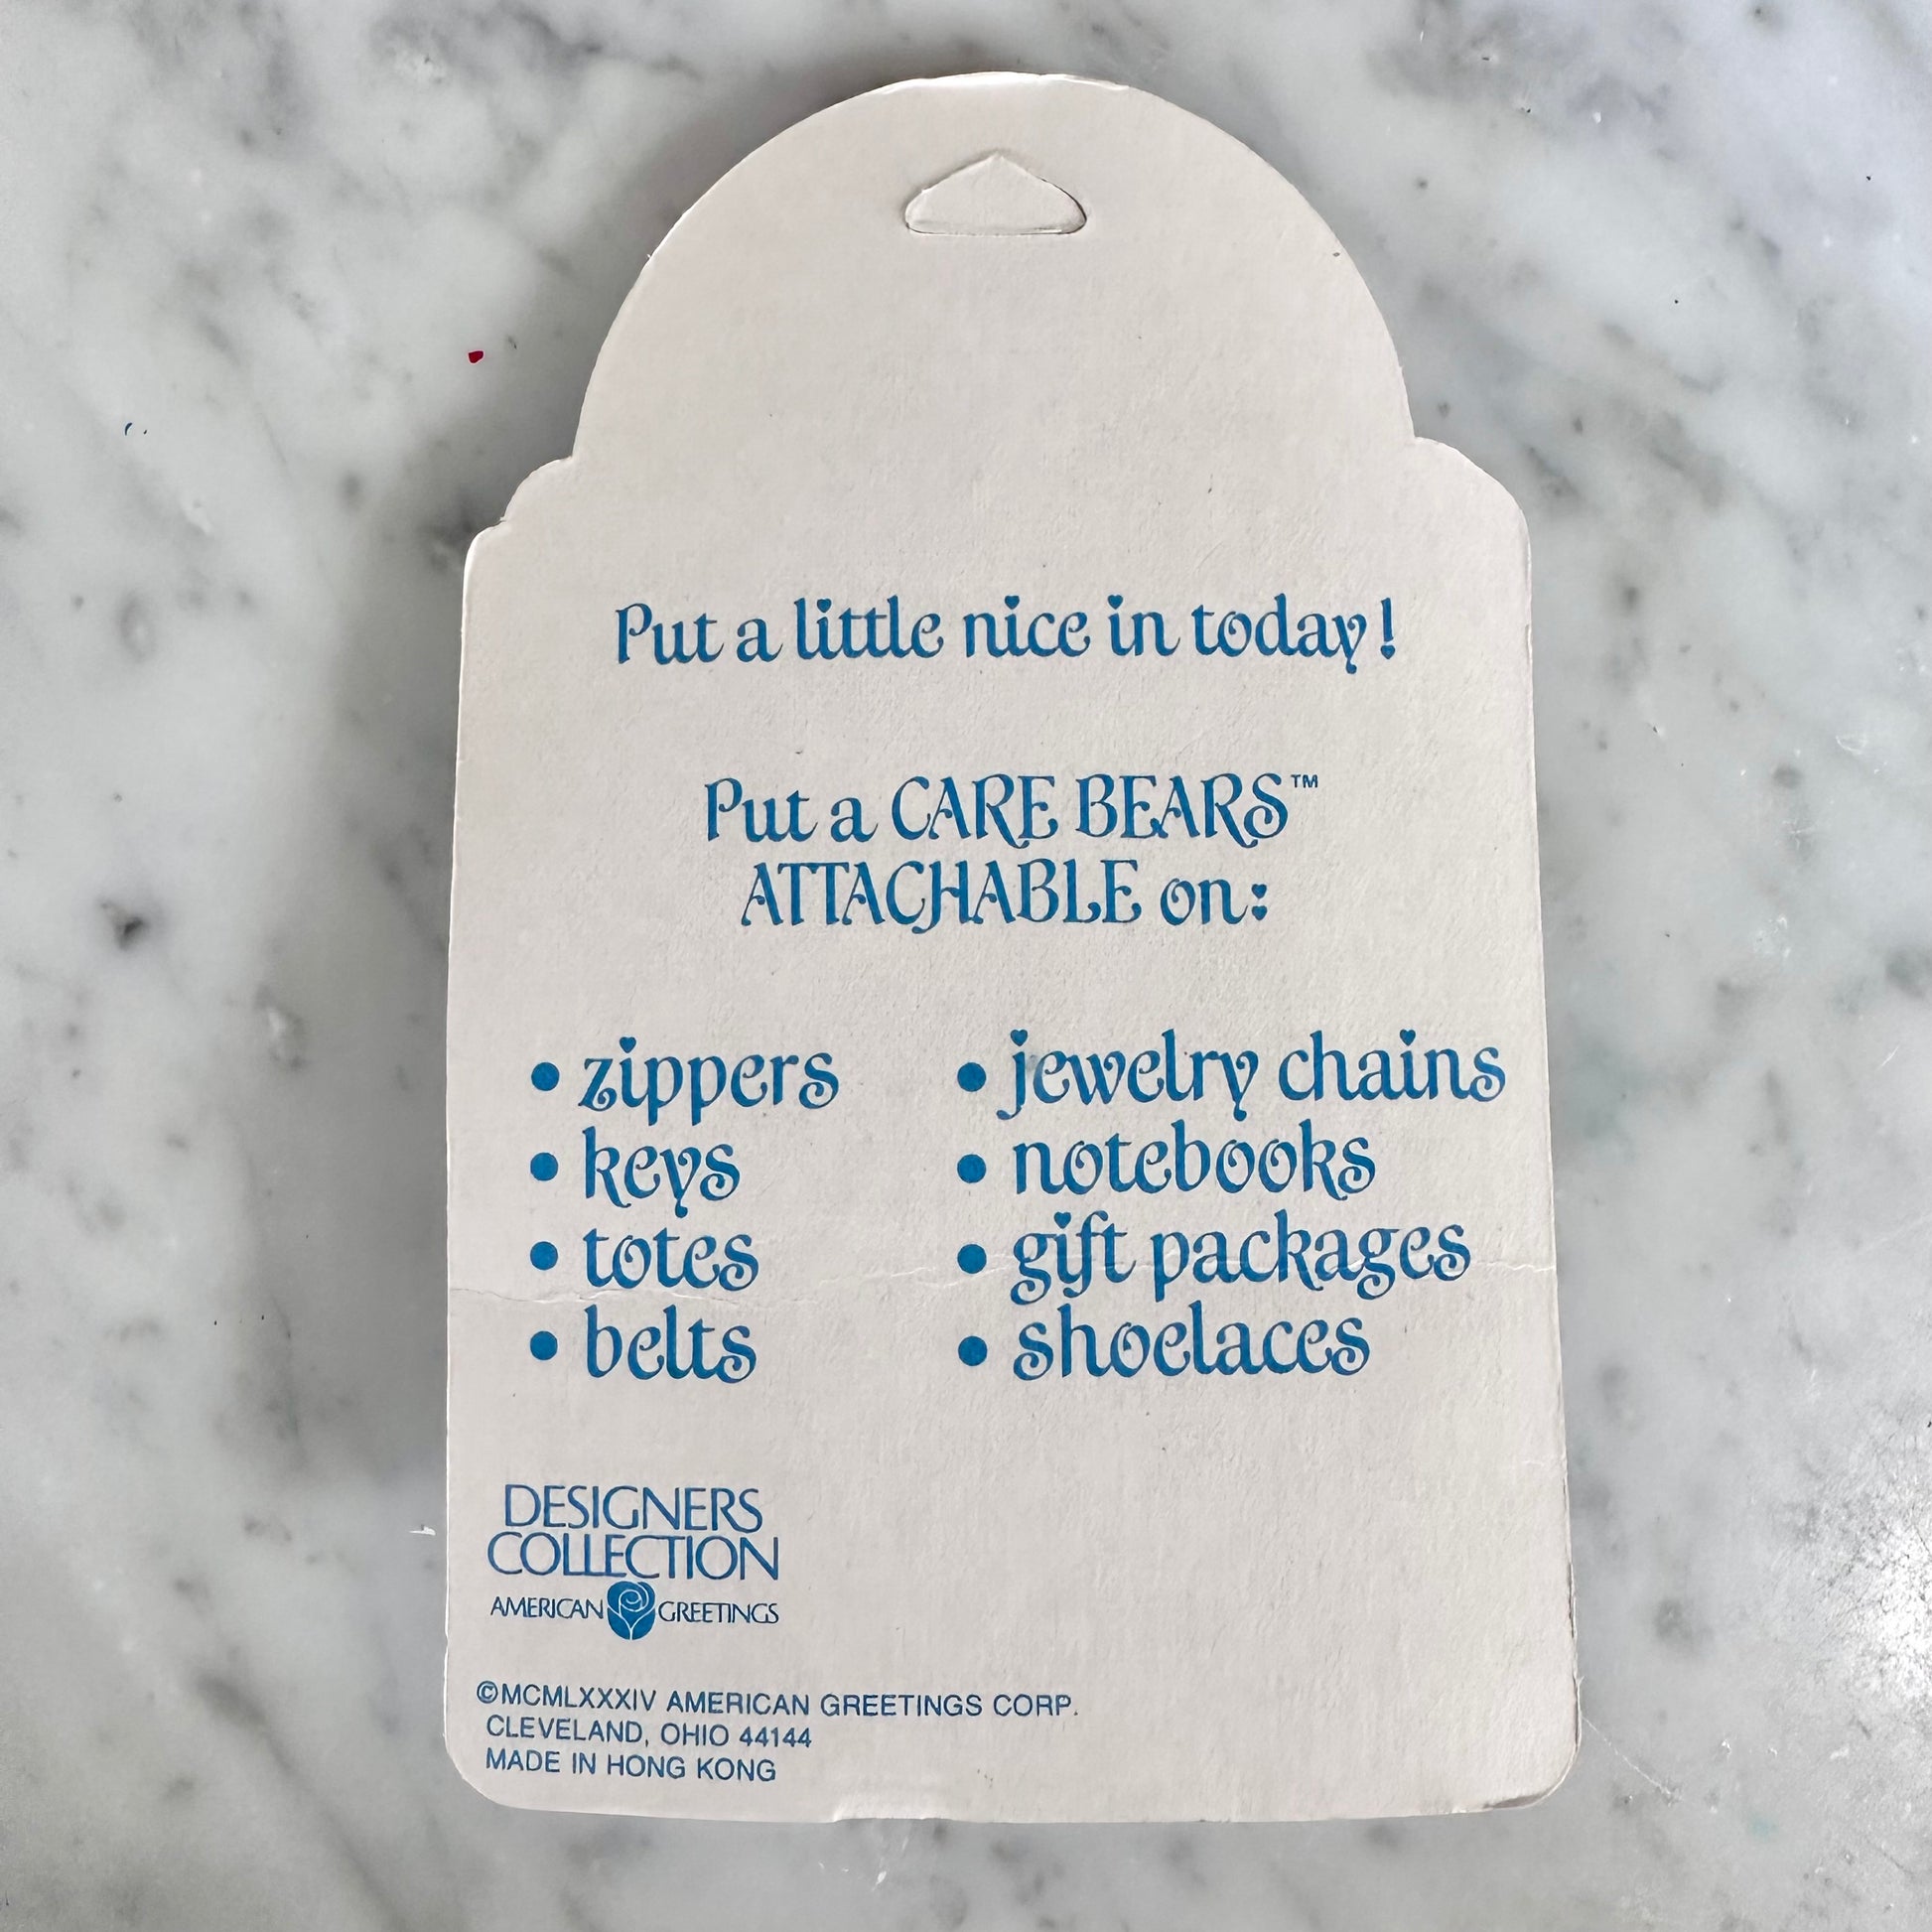 Put a little nice in today!
Put a CARE BEARS™
ATTACHABLE on:
• zippers
• keys
• totes
• belts
• jewelry chains
• notebooks
• gift packages
• shoelaces
DESIGNERS
COLLECTION
AMERICAN GREETINGS
©MCMLXXXIV AMERICAN GREETINGS CORP.
CLEVELAND, OHIO 44144
MADE IN HONG KONG